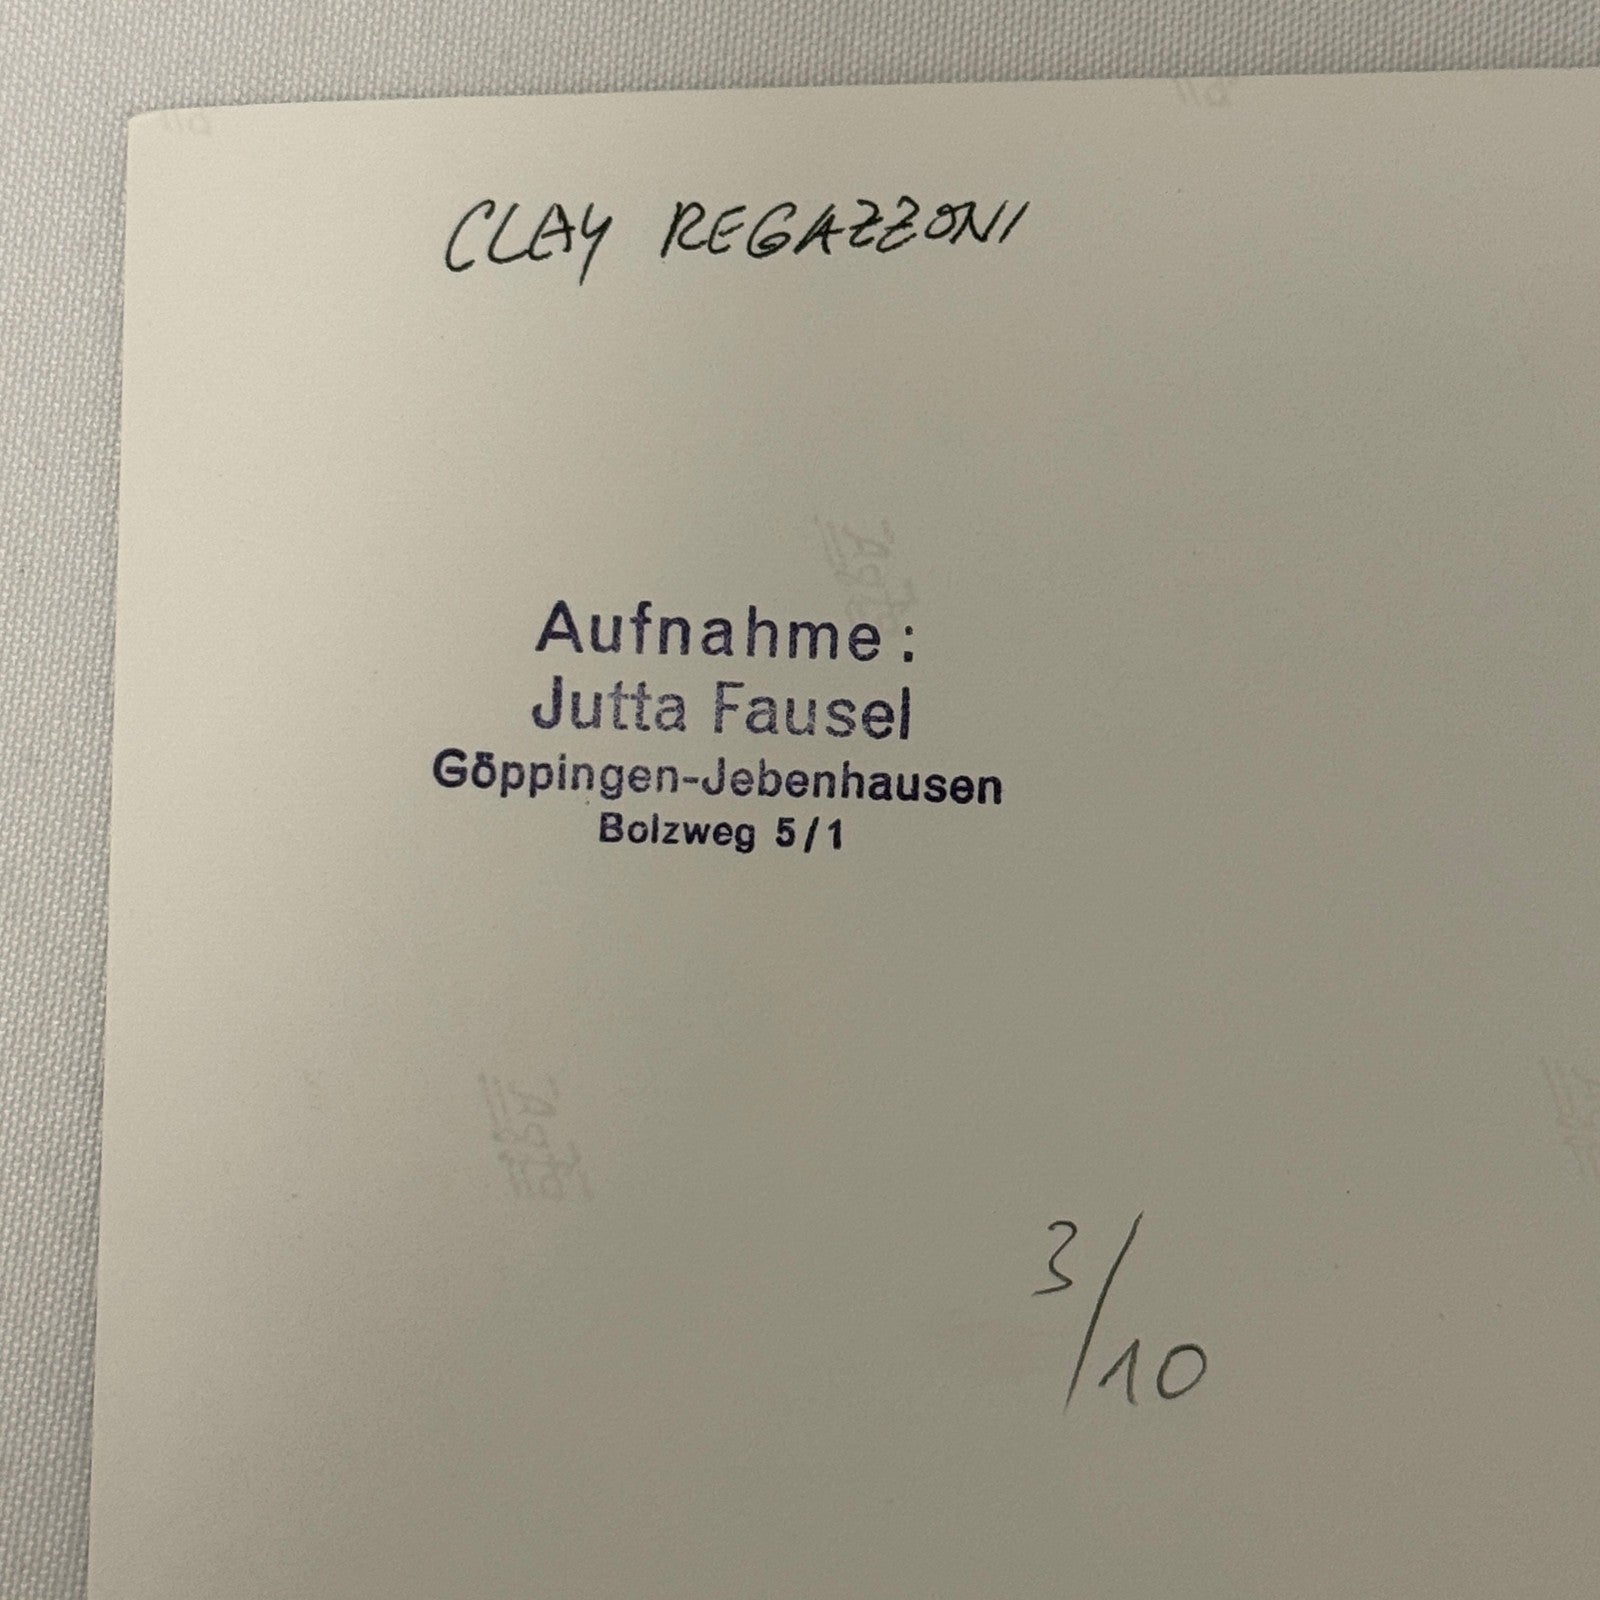 CLAY REGAZZONI
Aufnahme:
Jutta Fausel
Göppingen-Jebenhausen
Bolzweg 5/1
3/10